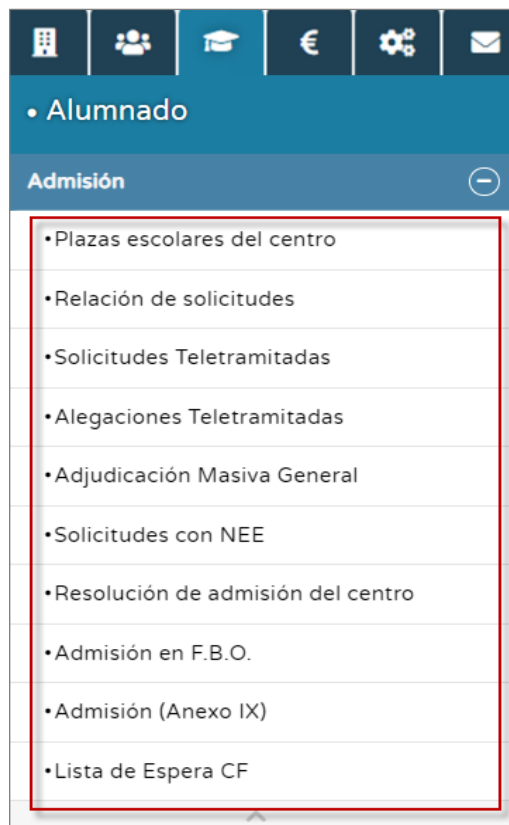 €
• Alumnado
Admisión
•Plazas escolares del centro
•Relación de solicitudes
•Solicitudes Teletramitadas
•Alegaciones Teletramitadas
•Adjudicación Masiva General
•Solicitudes con NEE
•Resolución de admisión del centro
•Admisión en F.B.O.
•Admisión (Anexo IX)
•Lista de Espera CF